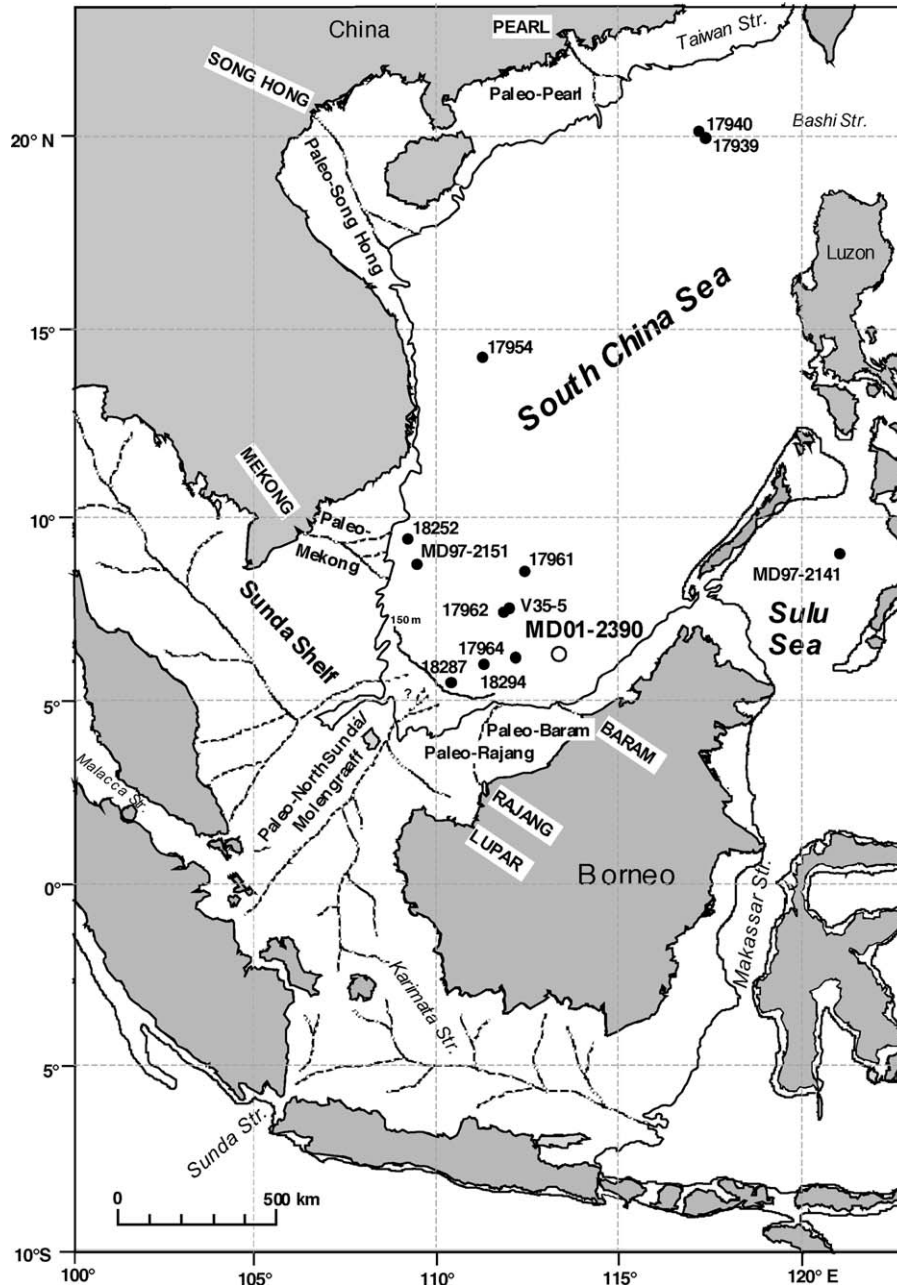 China
PEARL
Taiwan Str.
SONG HONG
Paleo-Pearl
20° N
17940
Bashi Str.
17939
Paleo-Song Hong
Luzon
South China Sea
15°
17954
MEKONG
10°
Paleo-
Mekong
18252
MD97-2151
17961
MD97-2141
Sunda Shelf
V35-5
17962
150 m
MD01-2390
Sulu
Sea
17964
18287
18294
?
5°
Paleo-Baram
BARAM
Paleo-Rajang
Paleo-North Sunda/
Molengraaff
Malacca Str.
RAJANG
LUPAR
Borneo
0°
Makassar Str.
Karimata Str.
5°
Sunda Str.
0 500 km
10°S
100° 105° 110° 115° 120° E